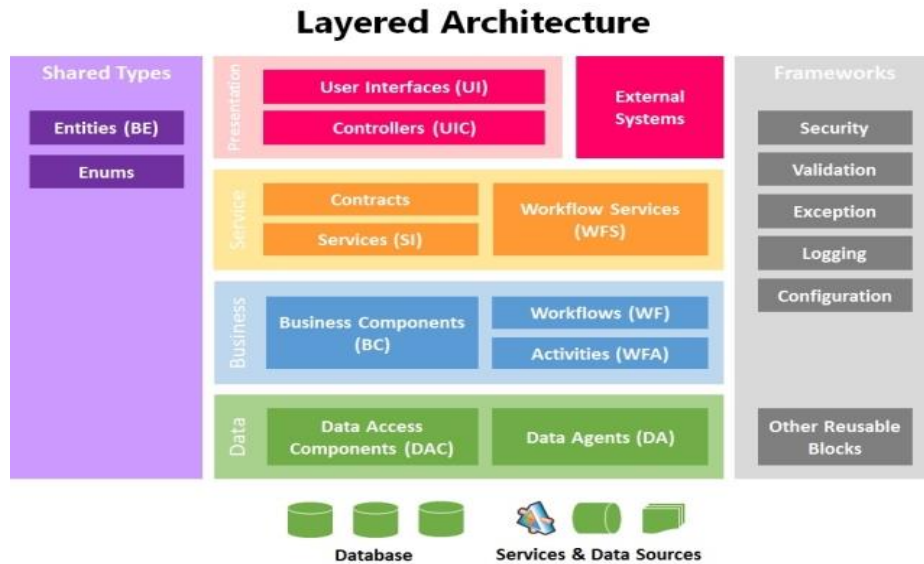 Layered Architecture
Shared Types
Entities (BE)
Enums
Presentation
User Interfaces (UI)
Controllers (UIC)
External
Systems
Service
Contracts
Services (SI)
Workflow Services
(WFS)
Business
Business Components
(BC)
Workflows (WF)
Activities (WFA)
Data
Data Access
Components (DAC)
Data Agents (DA)
Frameworks
Security
Validation
Exception
Logging
Configuration
Other Reusable
Blocks
Database
Services & Data Sources